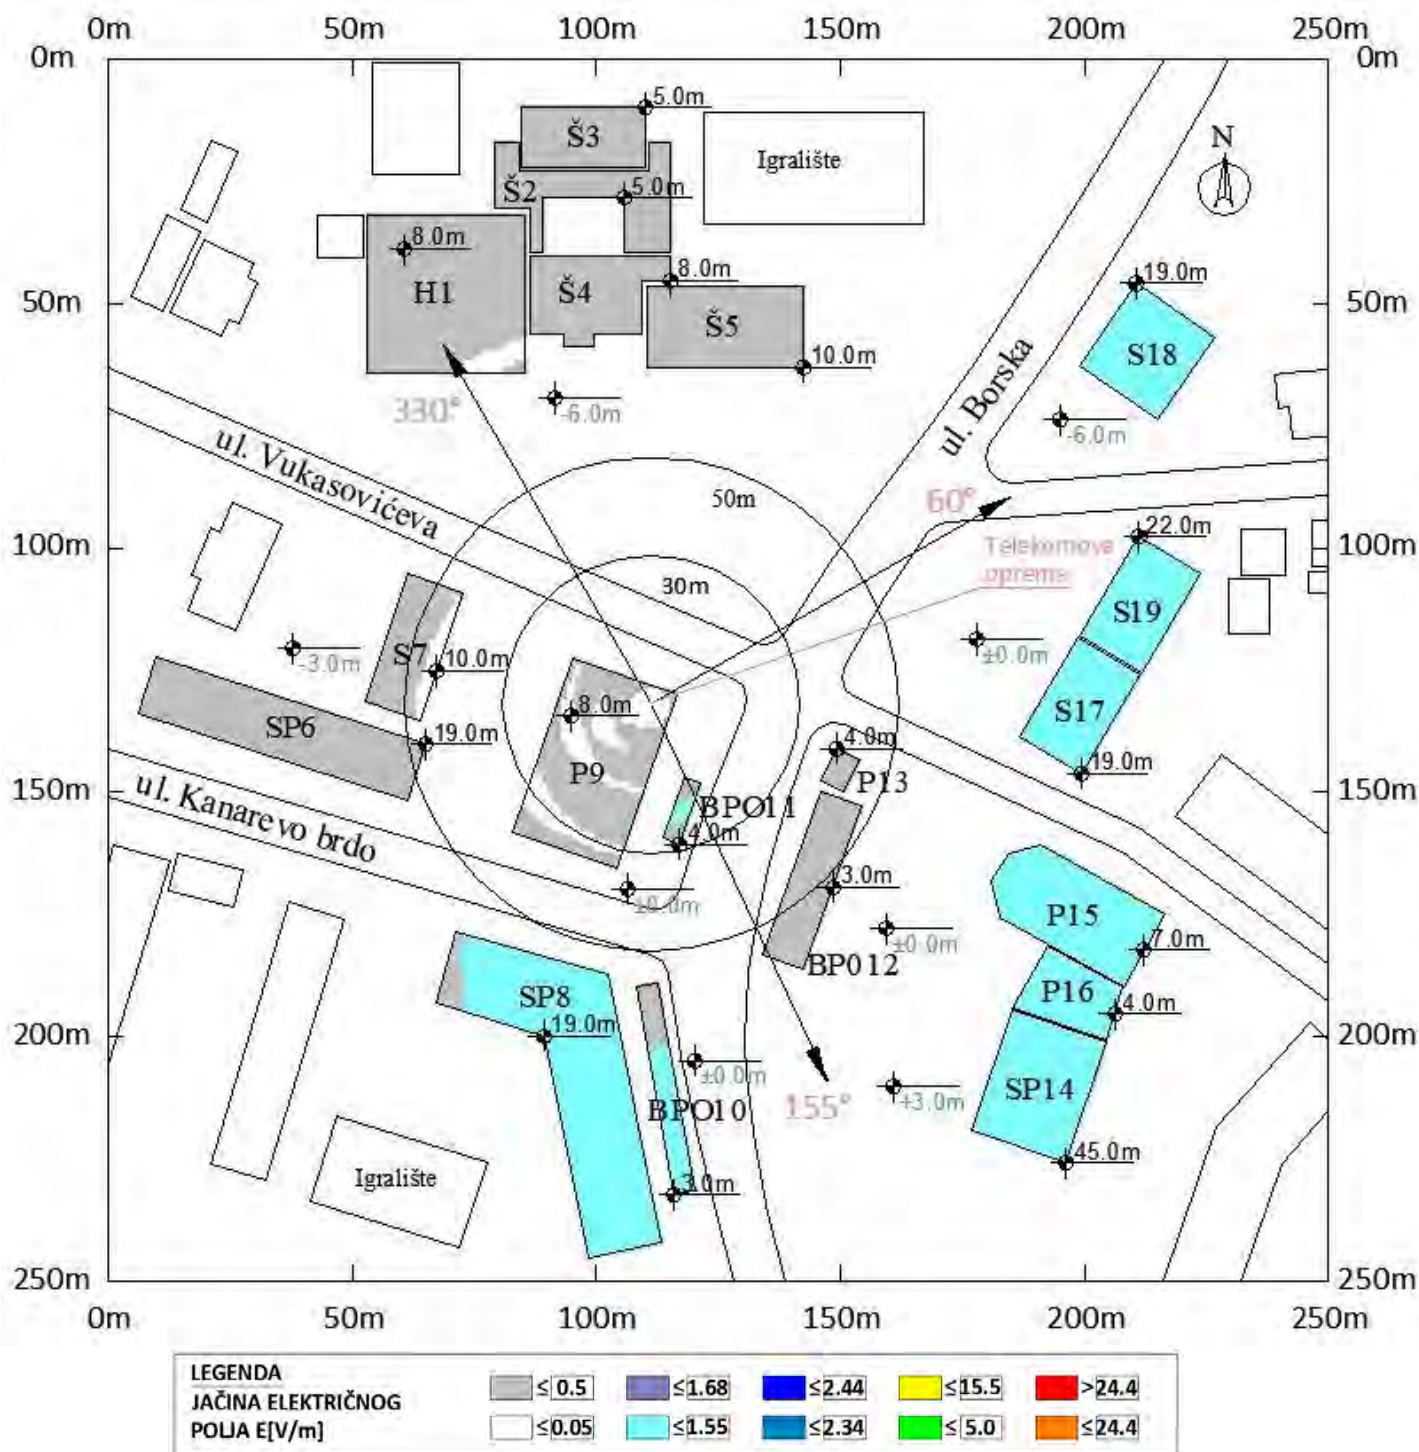 0m 50m 100m 150m 200m 250m
0m 0m
5.0m
Š3
Igralište
N
Š2
5.0m
8.0m
H1
8.0m
Š4
Š5
19.0m
50m 50m
S18
10.0m
ul. Borska
330°
-6.0m
-6.0m
ul. Vukasovićeva
50m
60°
22.0m
100m 100m
Telekomova
oprema
30m
S19
S7
10.0m
-3.0m
±0.0m
SP6
8.0m
19.0m
S17
4.0m
P9
19.0m
P13
150m 150m
ul. Kanarevo brdo
BPO11
4.0m
3.0m
±0.0m
P15
±0.0m
7.0m
BP012
SP8
P16
19.0m
4.0m
200m 200m
±0.0m
+3.0m
155°
BPO10
SP14
45.0m
Igralište
3.0m
250m 250m
0m 50m 100m 150m 200m 250m
LEGENDA
JAČINA ELEKTRIČNOG
POLJA E[V/m]
≤ 0.5 ≤1.68 ≤2.44 ≤15.5 >24.4
≤0.05 ≤1.55 ≤2.34 ≤ 5.0 ≤24.4